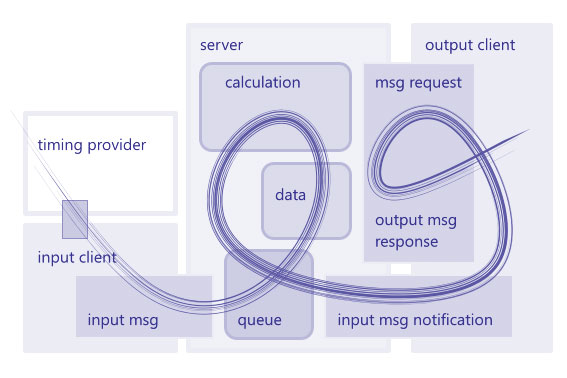 server
output client
calculation
msg request
timing provider
data
output msg
response
input client
input msg
queue
input msg notification